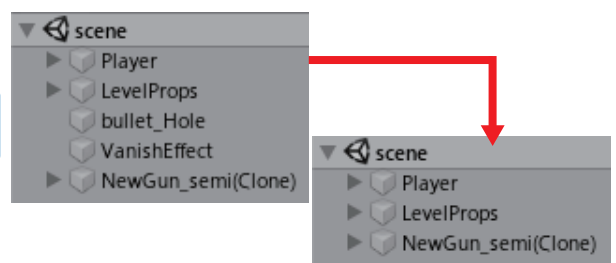 scene
Player
LevelProps
bullet_Hole
VanishEffect
NewGun_semi(Clone)
scene
Player
LevelProps
NewGun_semi(Clone)